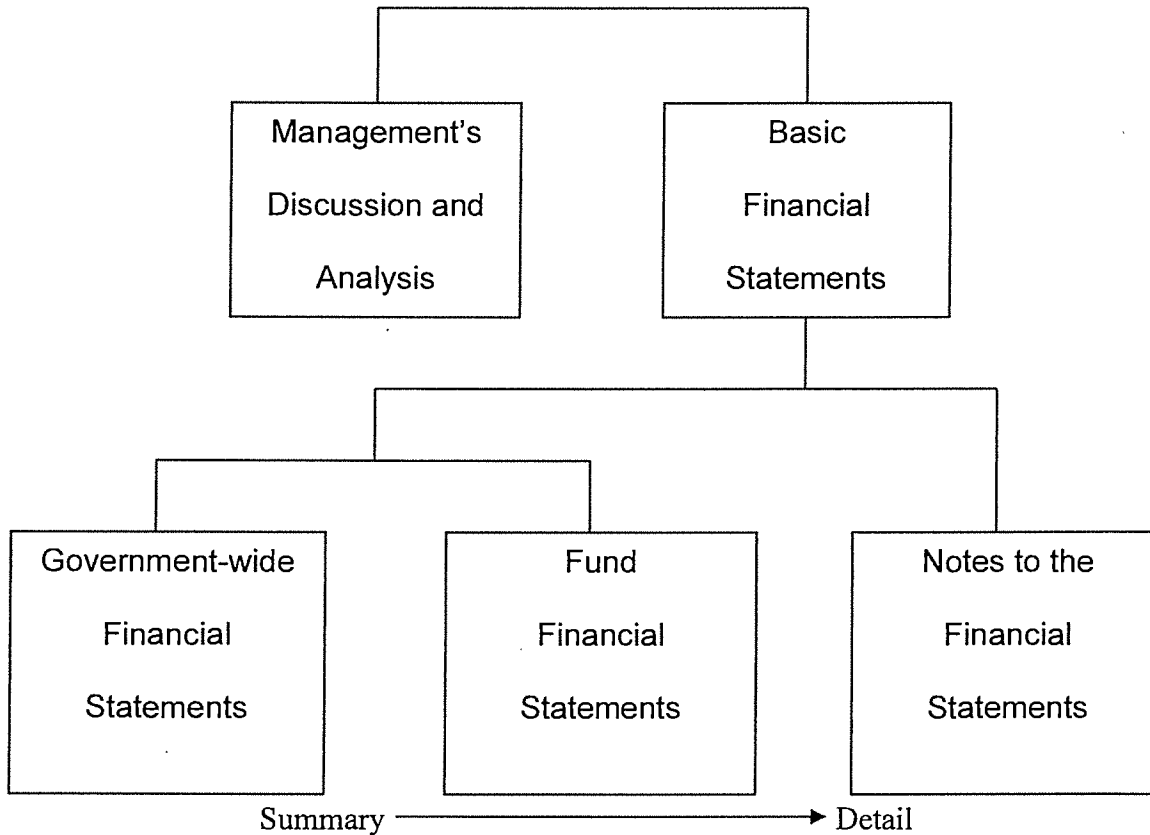 Management's
Discussion and
Analysis
Basic
Financial
Statements
Government-wide
Financial
Statements
Fund
Financial
Statements
Notes to the
Financial
Statements
Summary
Detail